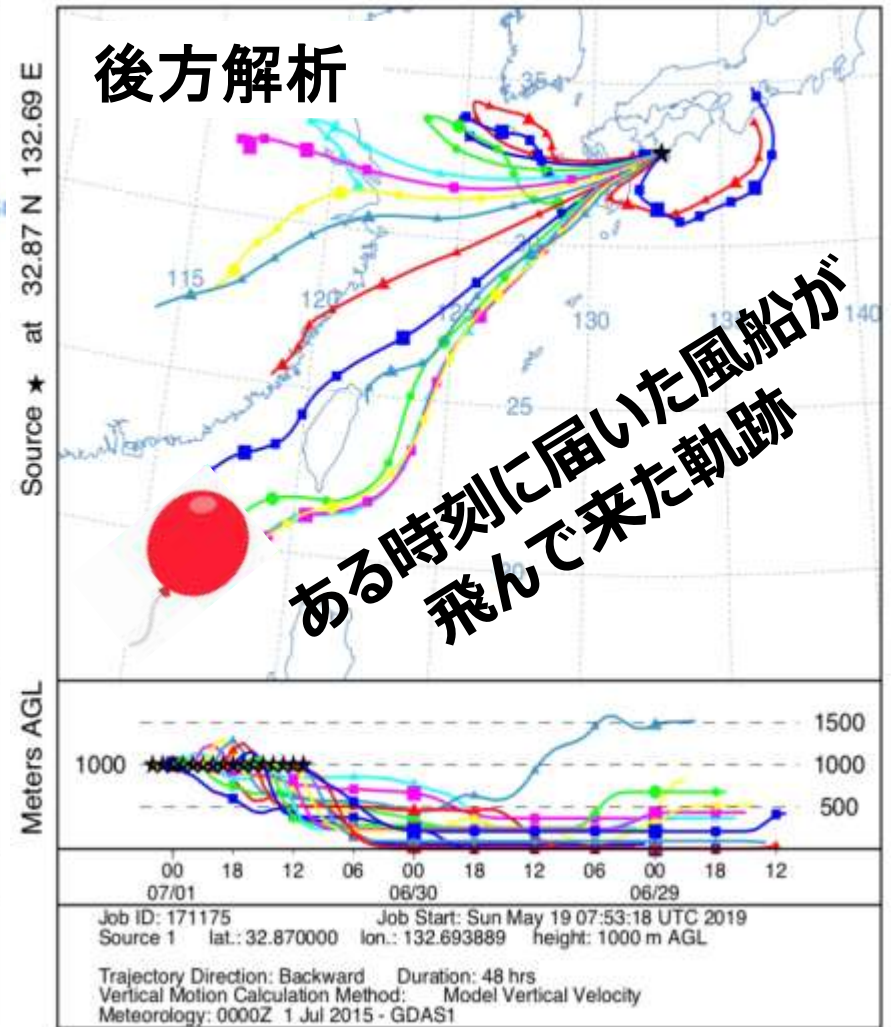 後方解析
Source ★ at 32.87 N 132.69 E
35
115
120
125
130
135
140
25
20
ある時刻に届いた風船が
飛んで来た軌跡
Meters AGL
1500
1000
1000
500
00 18 12 06 00 18 12 06 00 18 12
07/01 06/30 06/29
Job ID: 171175 Job Start: Sun May 19 07:53:18 UTC 2019
Source 1 lat.: 32.870000 lon.: 132.693889 height: 1000 m AGL
Trajectory Direction: Backward Duration: 48 hrs
Vertical Motion Calculation Method: Model Vertical Velocity
Meteorology: 0000Z 1 Jul 2015 - GDAS1